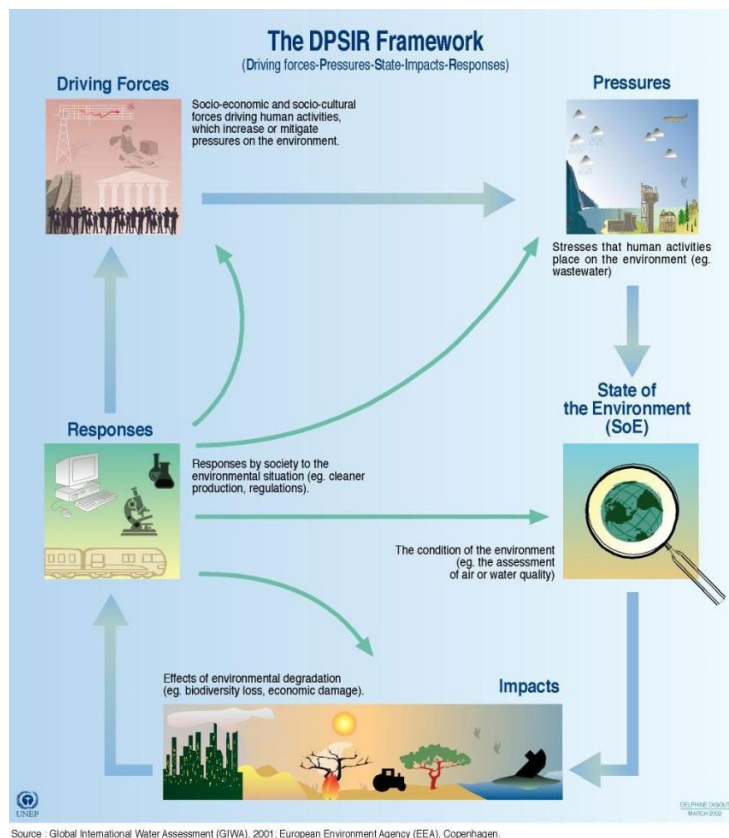 The DPSIR Framework
(Driving forces-Pressures-State-Impacts-Responses)
Driving Forces
Socio-economic and socio-cultural
forces driving human activities,
which increase or mitigate
pressures on the environment.
Pressures
Stresses that human activities
place on the environment (eg.
wastewater)
State of
the Environment
(SoE)
Responses
Responses by society to the
environmental situation (eg. cleaner
production, regulations).
The condition of the environment
(eg. the assessment
of air or water quality)
Effects of environmental degradation
(eg. biodiversity loss, economic damage).
Impacts
UNEP
DELPHINE DIGOUT
MARCH 2002
Source : Global International Water Assessment (GIWA), 2001; European Environment Agency (EEA), Copenhagen.